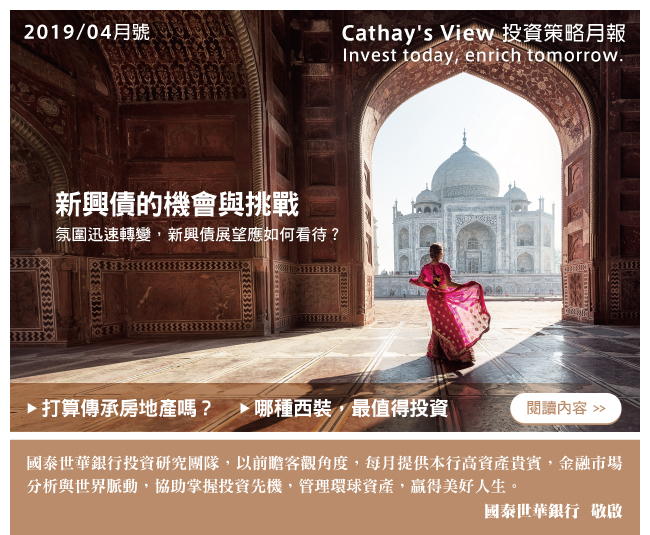 2019/04月號
Cathay's View 投資策略月報
Invest today, enrich tomorrow.
新興債的機會與挑戰
氛圍迅速轉變，新興債展望應如何看待？
打算傳承房地產嗎？
哪種西裝，最值得投資
閱讀內容 >>
國泰世華銀行投資研究團隊，以前瞻客觀角度，每月提供本行高資產貴賓，金融市場
分析與世界脈動，協助掌握投資先機，管理環球資產，贏得美好人生。
國泰世華銀行 敬啟